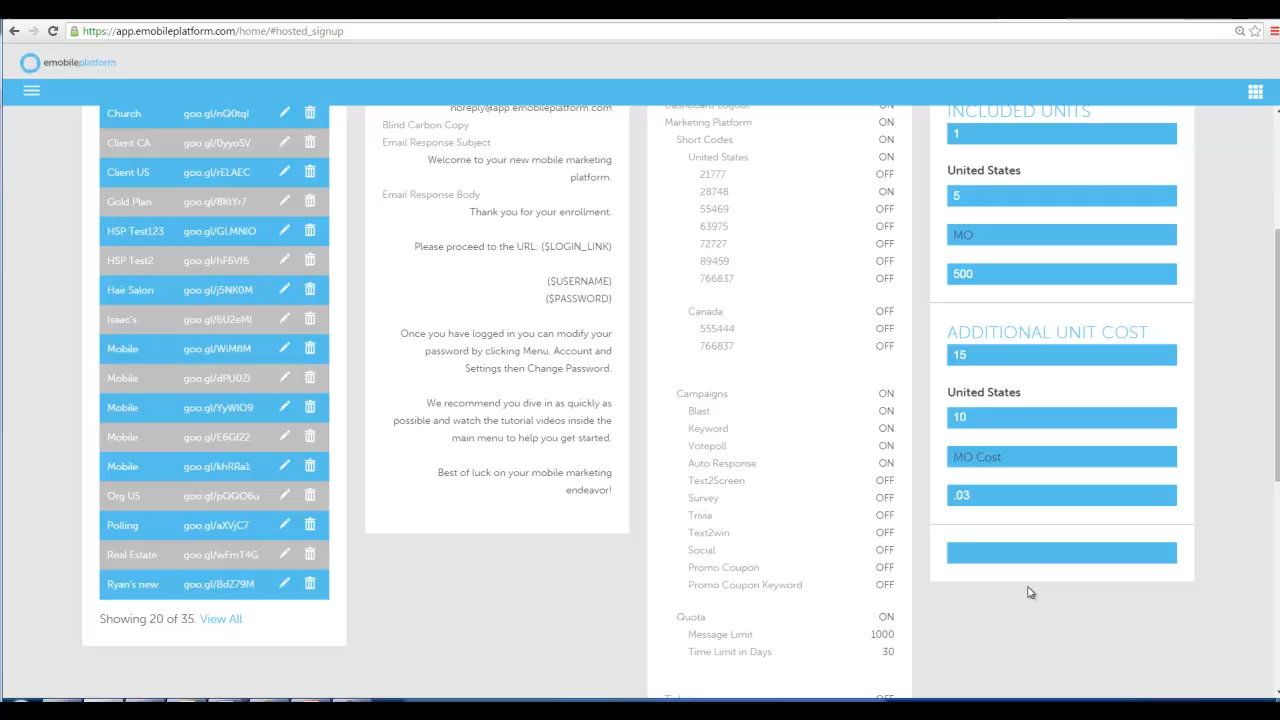 https://app.emobileplatform.com/home/#hosted_signup
emobileplatform
Church goo.gl/nQ0tqI
Client CA goo.gl/0yyoSV
Client US goo.gl/rELAEC
Gold Plan goo.gl/8KtYr7
HSP Test123 goo.gl/GLMNIO
HSP Test2 goo.gl/hF6Vf6
Hair Salon goo.gl/j5NK0M
Isaac's goo.gl/6U2eMl
Mobile goo.gl/WiMflM
Mobile goo.gl/dPU0Zl
Mobile goo.gl/YyWlO9
Mobile goo.gl/E6Gf22
Mobile goo.gl/khRRa1
Org US goo.gl/pQGO6u
Polling goo.gl/aXVjC7
Real Estate goo.gl/wFmT4G
Ryan's new goo.gl/BdZ79M
Showing 20 of 35. View All
noreply@app.emobileplatform.com
Blind Carbon Copy
Email Response Subject
Welcome to your new mobile marketing
platform.
Email Response Body
Thank you for your enrollment.
Please proceed to the URL: {$LOGIN_LINK}
{$USERNAME}
{$PASSWORD}
Once you have logged in you can modify your
password by clicking Menu, Account and
Settings then Change Password.
We recommend you dive in as quickly as
possible and watch the tutorial videos inside the
main menu to help you get started.
Best of luck on your mobile marketing
endeavor!
Dashboard Logout ON
Marketing Platform ON
Short Codes ON
United States ON
21777 OFF
28748 ON
55469 OFF
63975 OFF
72727 OFF
89459 OFF
766837 OFF
Canada OFF
555444 OFF
766837 OFF
Campaigns ON
Blast ON
Keyword ON
Votepoll ON
Auto Response ON
Text2Screen OFF
Survey OFF
Trivia OFF
Text2win OFF
Social OFF
Promo Coupon OFF
Promo Coupon Keyword OFF
Quota ON
Message Limit 1000
Time Limit in Days 30
OFF
INCLUDED UNITS
1
United States
5
MO
500
ADDITIONAL UNIT COST
15
United States
10
MO Cost
.03